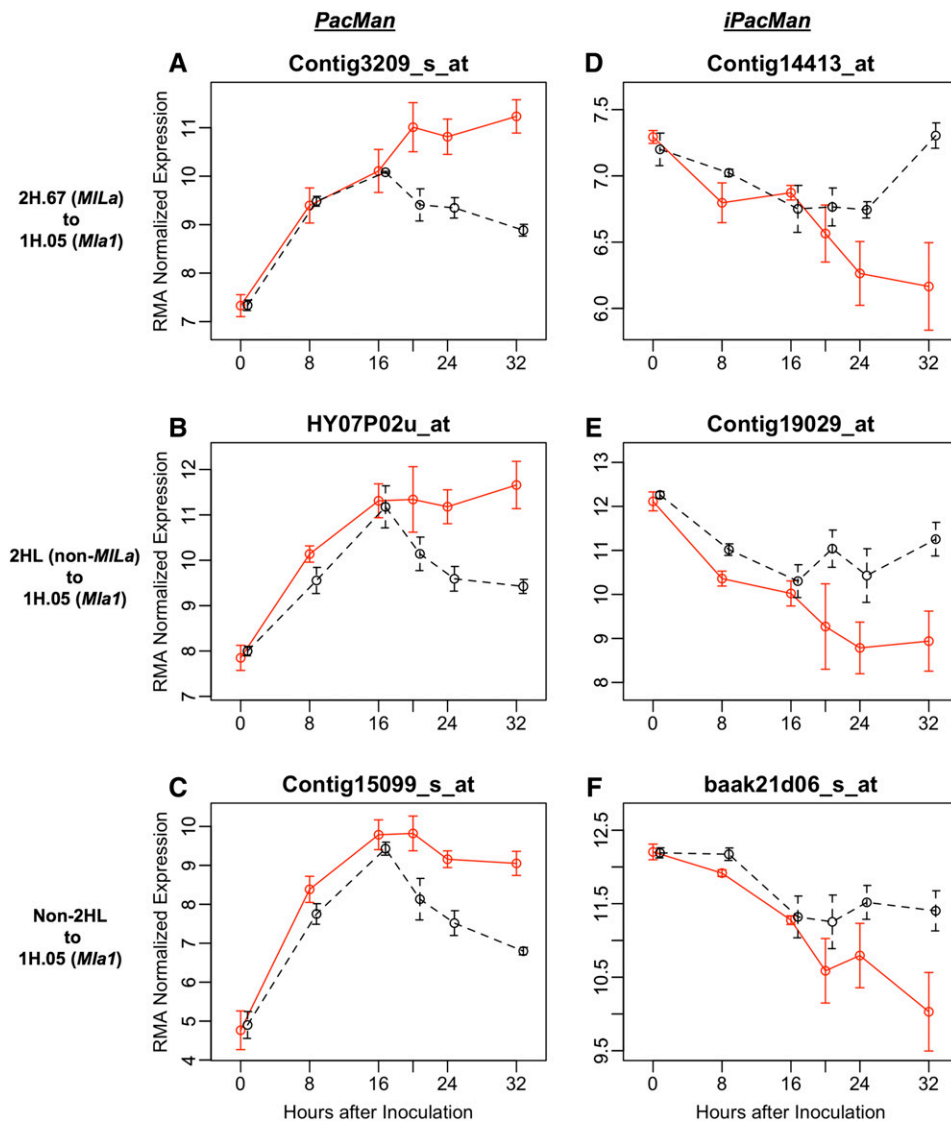 PacMan
iPacMan
A
Contig3209_s_at
D
Contig14413_at
2H.67 (MlLa)
to
1H.05 (Mla1)
RMA Normalized Expression
7 8 9 10 11
0 8 16 24 32
6.0 6.5 7.0 7.5
0 8 16 24 32
B
HY07P02u_at
E
Contig19029_at
2HL (non-MlLa)
to
1H.05 (Mla1)
RMA Normalized Expression
7 8 9 10 11 12
0 8 16 24 32
8 9 10 11 12 13
0 8 16 24 32
C
Contig15099_s_at
F
baak21d06_s_at
Non-2HL
to
1H.05 (Mla1)
RMA Normalized Expression
4 5 6 7 8 9 10
0 8 16 24 32
Hours after Inoculation
9.5 10.5 11.5 12.5
0 8 16 24 32
Hours after Inoculation